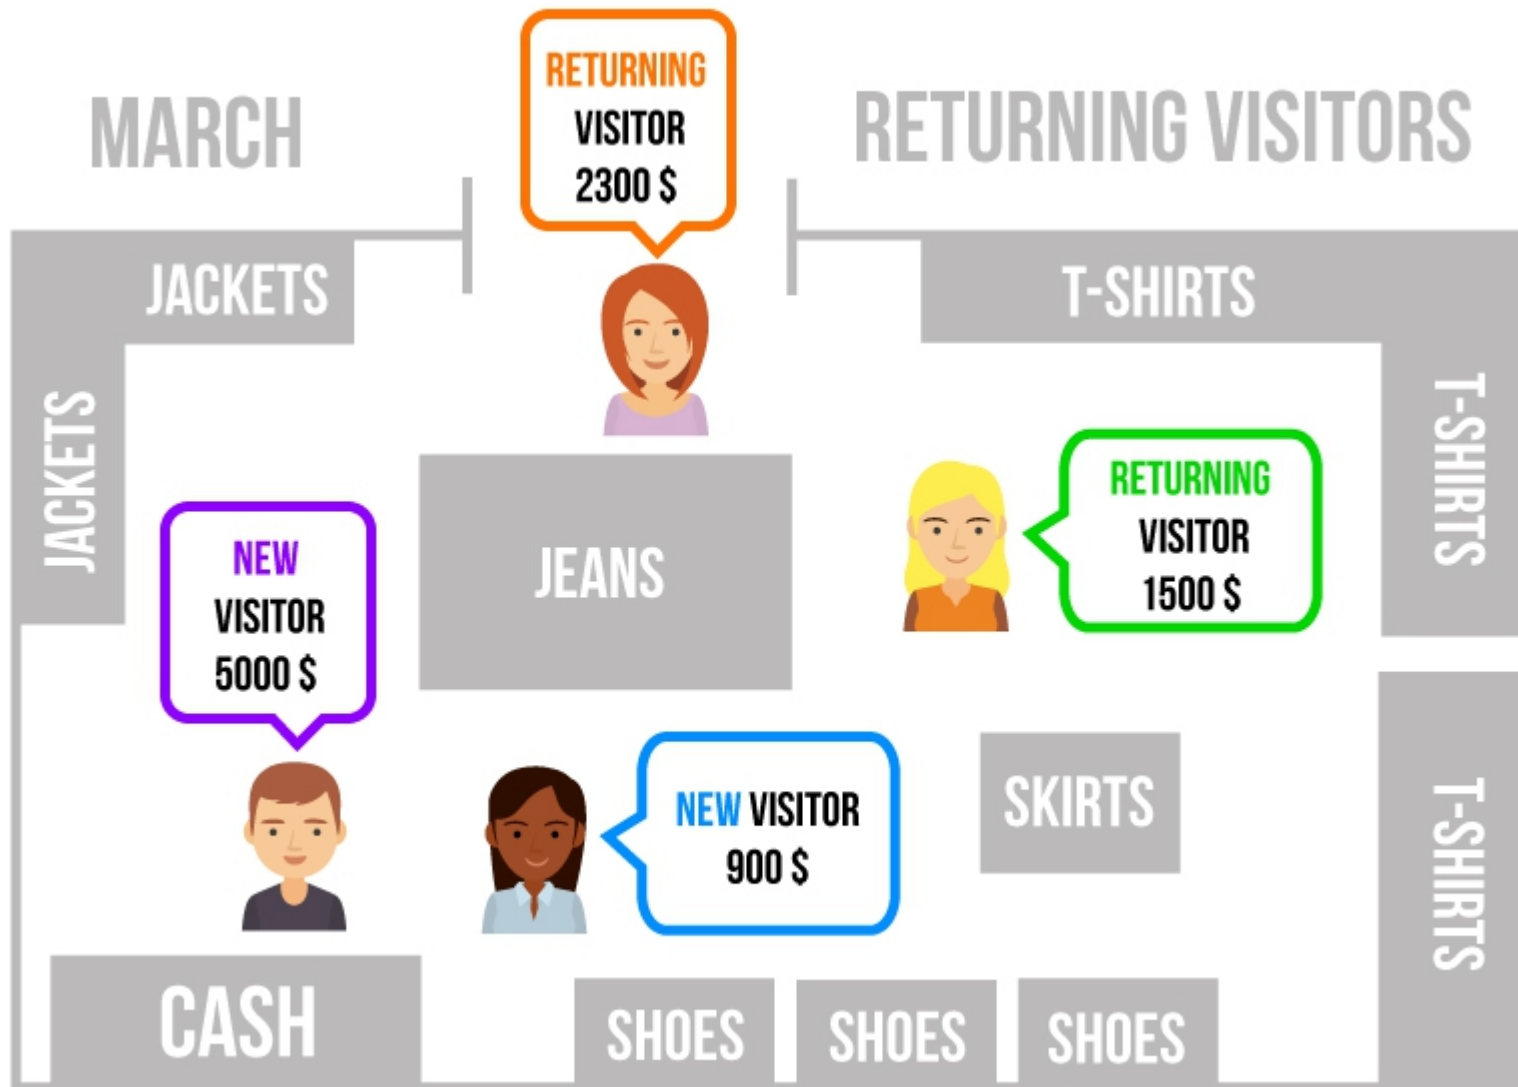 MARCH
RETURNING
VISITOR
2300 $
RETURNING VISITORS
JACKETS
T-SHIRTS
JACKETS
T-SHIRTS
NEW
VISITOR
5000 $
JEANS
RETURNING
VISITOR
1500 $
NEW VISITOR
900 $
SKIRTS
T-SHIRTS
CASH
SHOES
SHOES
SHOES